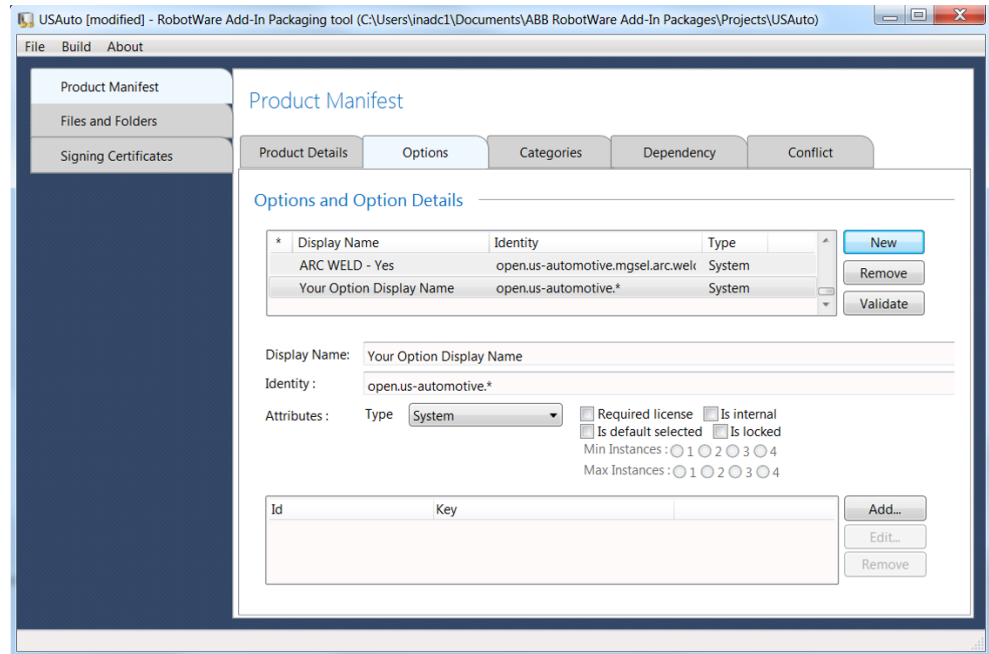 USAuto [modified] - RobotWare Add-In Packaging tool (C:\Users\inadc1\Documents\ABB RobotWare Add-In Packages\Projects\USAuto)
File Build About
Product Manifest
Files and Folders
Signing Certificates
Product Manifest
Product Details Options Categories Dependency Conflict
Options and Option Details
* Display Name Identity Type
ARC WELD - Yes open.us-automotive.mgsel.arc.weld System
Your Option Display Name open.us-automotive.* System
New
Remove
Validate
Display Name: Your Option Display Name
Identity : open.us-automotive.*
Attributes : Type System Required license Is internal
Is default selected Is locked
Min Instances : 1 2 3 4
Max Instances : 1 2 3 4
Id Key
Add...
Edit...
Remove